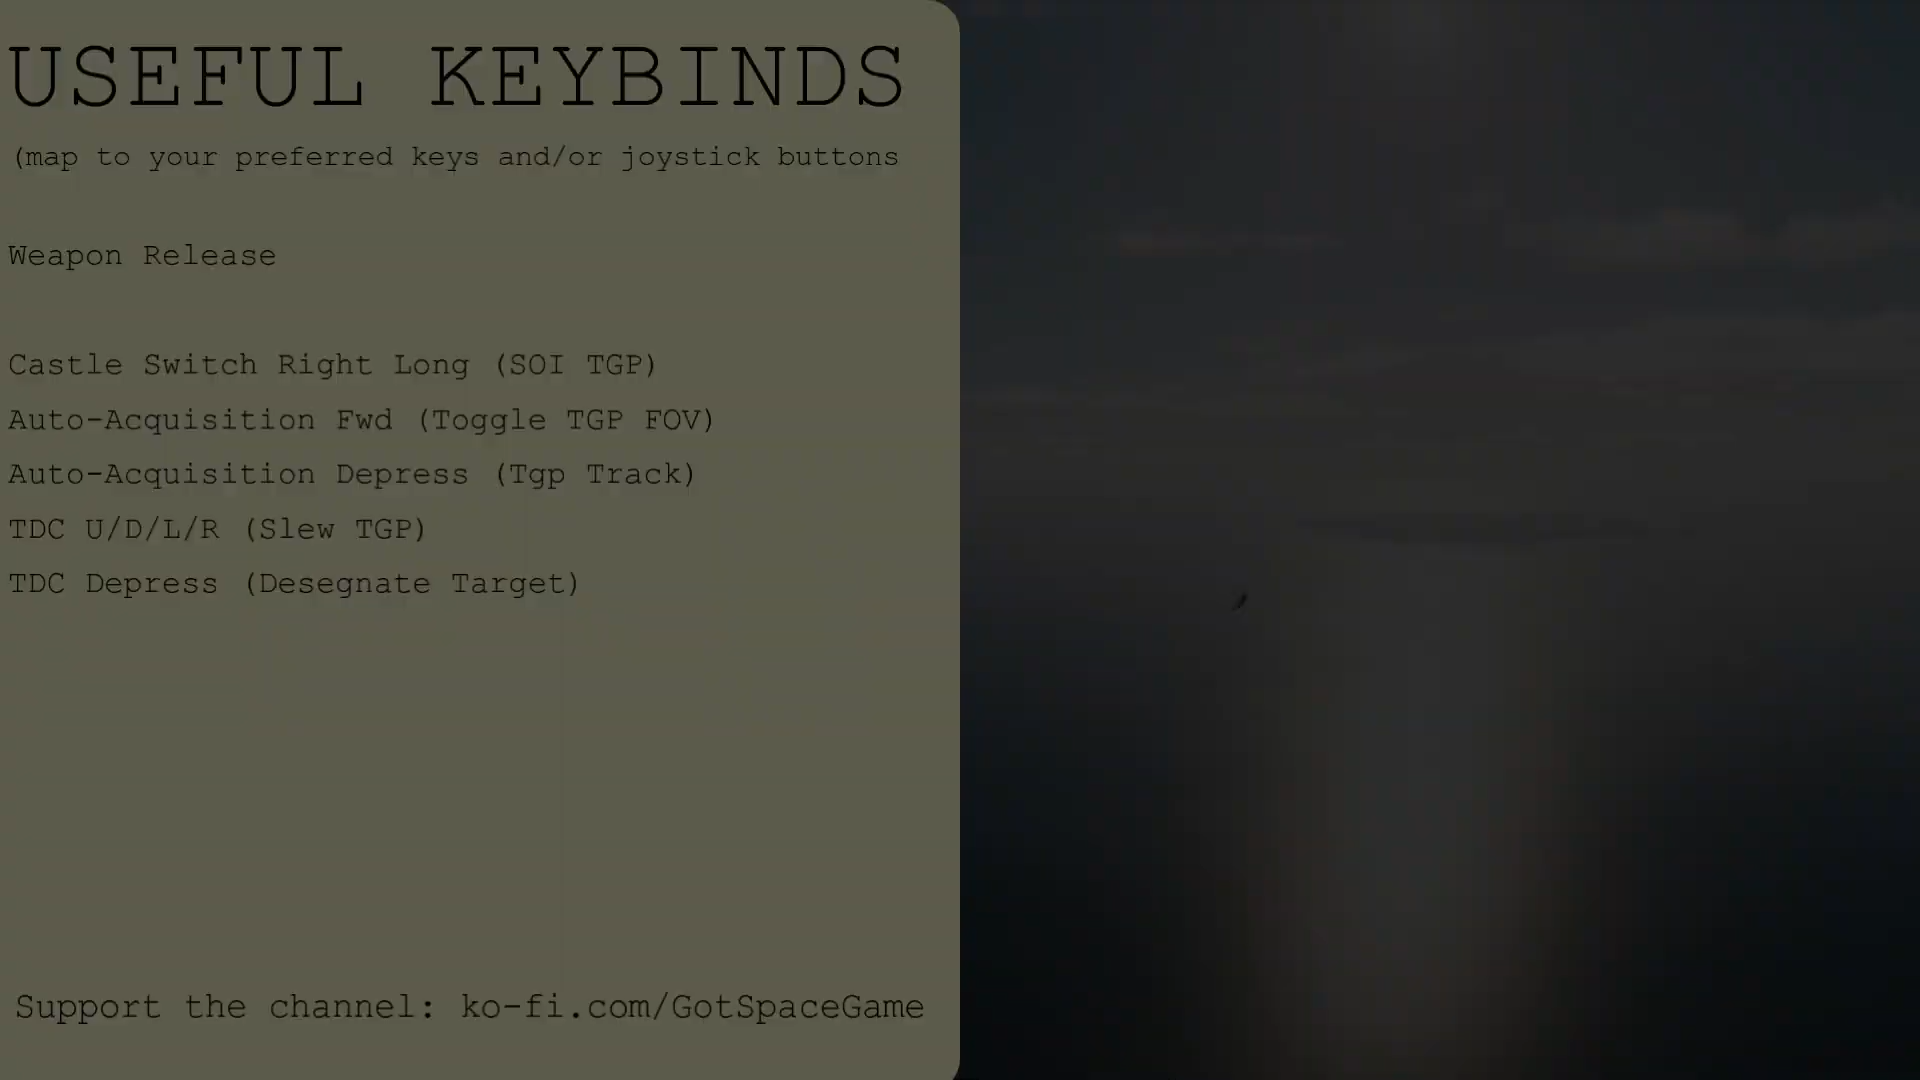 USEFUL KEYBINDS
(map to your preferred keys and/or joystick buttons
Weapon Release
Castle Switch Right Long (SOI TGP)
Auto-Acquisition Fwd (Toggle TGP FOV)
Auto-Acquisition Depress (Tgp Track)
TDC U/D/L/R (Slew TGP)
TDC Depress (Desegnate Target)
Support the channel: ko-fi.com/GotSpaceGame